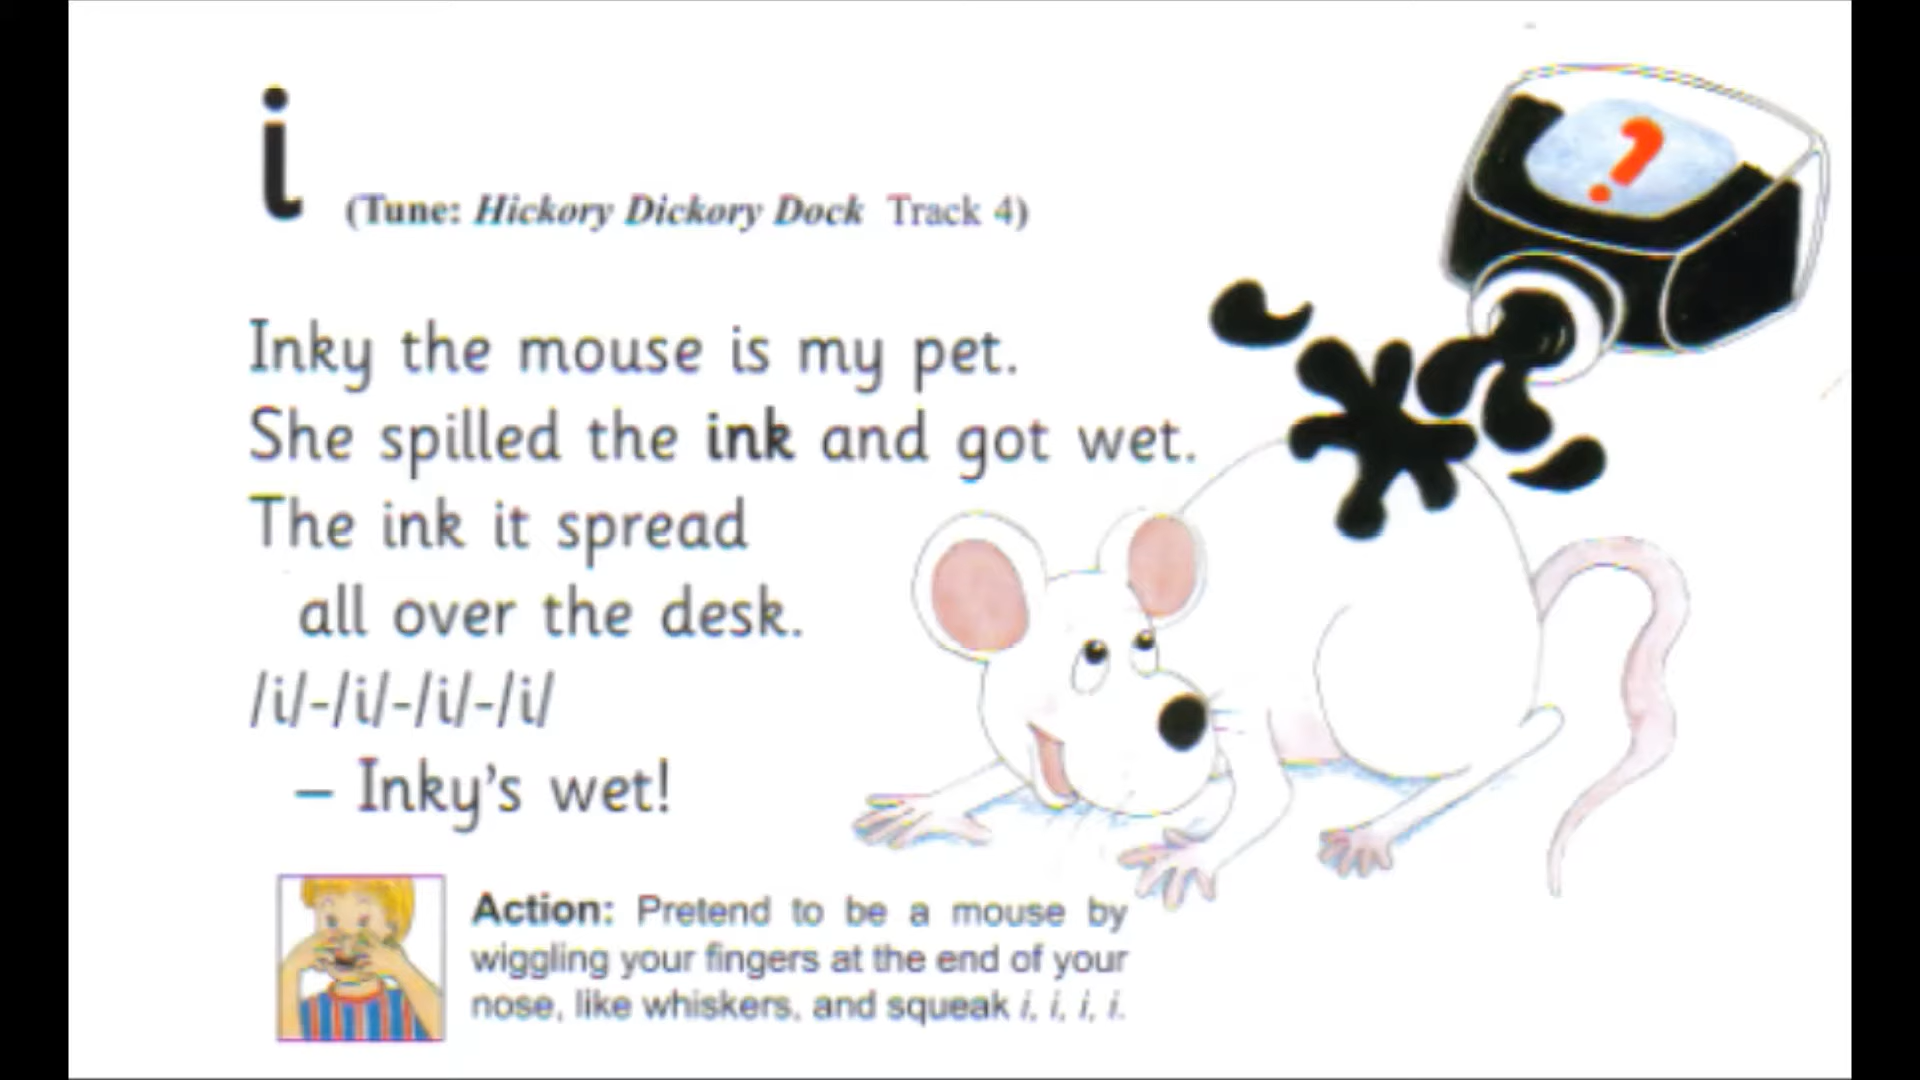 i
(Tune: Hickory Dickory Dock Track 4)
?
Inky the mouse is my pet.
She spilled the ink and got wet.
The ink it spread
all over the desk.
/i/-/i/-/i/-/i/
– Inky's wet!
Action: Pretend to be a mouse by
wiggling your fingers at the end of your
nose, like whiskers, and squeak i, i, i, i.